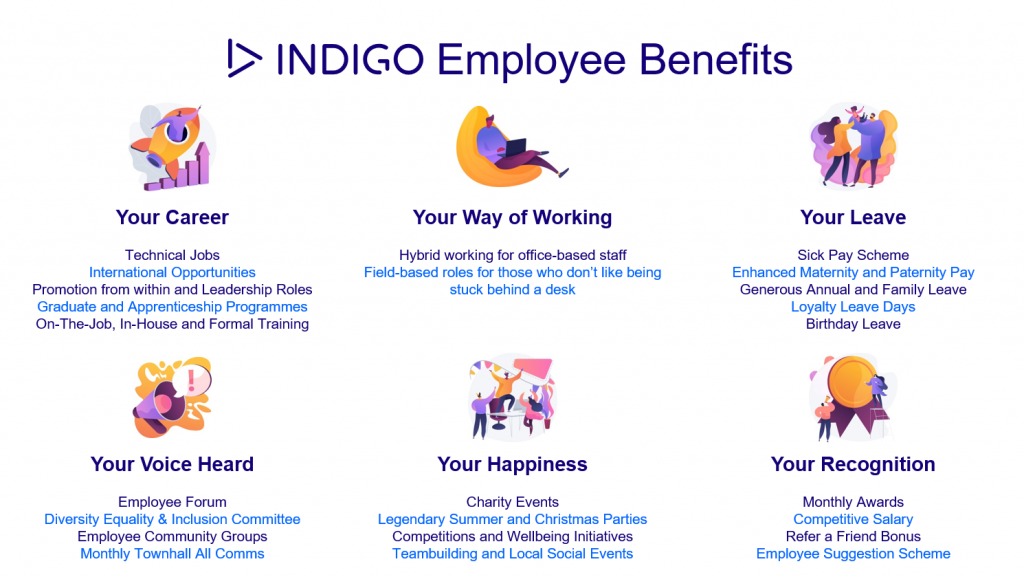 INDIGO Employee Benefits
Your Career
Technical Jobs
International Opportunities
Promotion from within and Leadership Roles
Graduate and Apprenticeship Programmes
On-The-Job, In-House and Formal Training
Your Way of Working
Hybrid working for office-based staff
Field-based roles for those who don't like being
stuck behind a desk
Your Leave
Sick Pay Scheme
Enhanced Maternity and Paternity Pay
Generous Annual and Family Leave
Loyalty Leave Days
Birthday Leave
Your Voice Heard
Employee Forum
Diversity Equality & Inclusion Committee
Employee Community Groups
Monthly Townhall All Comms
Your Happiness
Charity Events
Legendary Summer and Christmas Parties
Competitions and Wellbeing Initiatives
Teambuilding and Local Social Events
Your Recognition
Monthly Awards
Competitive Salary
Refer a Friend Bonus
Employee Suggestion Scheme